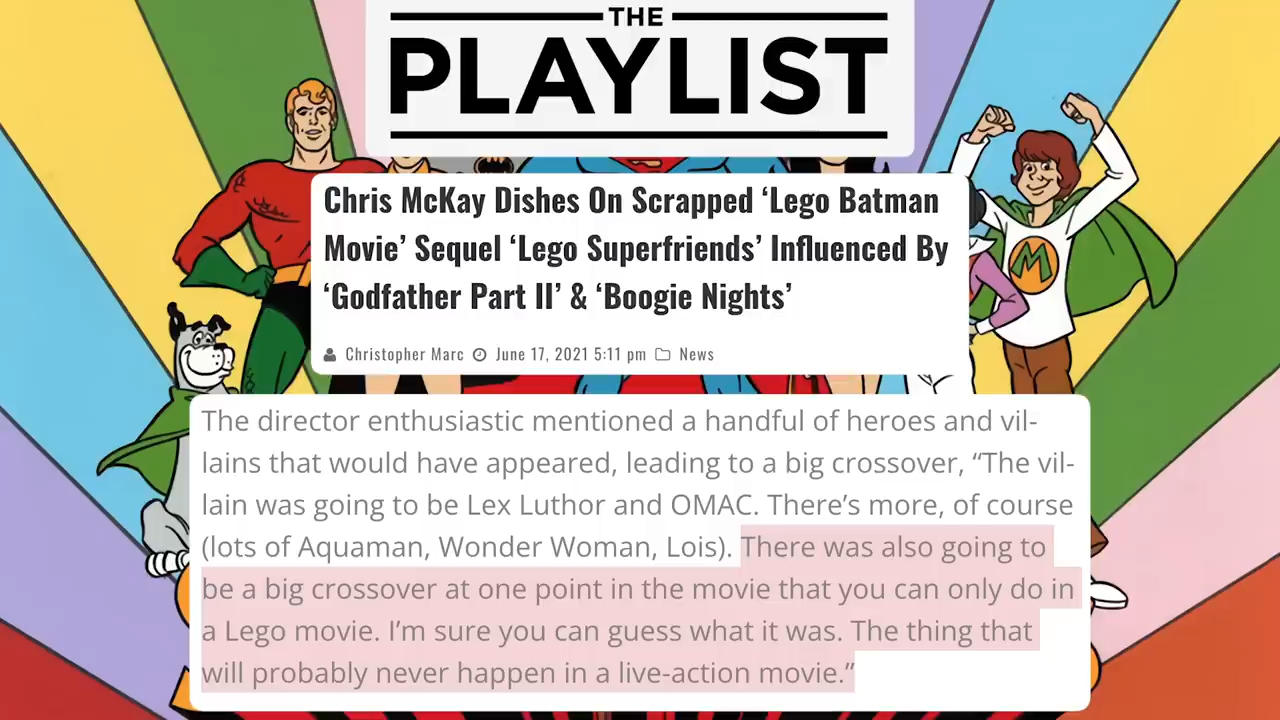 THE
PLAYLIST
Chris McKay Dishes On Scrapped ‘Lego Batman
Movie’ Sequel ‘Lego Superfriends’ Influenced By
‘Godfather Part II’ & ‘Boogie Nights’
Christopher Marc June 17, 2021 5:11 pm News
M
The director enthusiastic mentioned a handful of heroes and vil-
lains that would have appeared, leading to a big crossover, “The vil-
lain was going to be Lex Luthor and OMAC. There’s more, of course
(lots of Aquaman, Wonder Woman, Lois). There was also going to
be a big crossover at one point in the movie that you can only do in
a Lego movie. I’m sure you can guess what it was. The thing that
will probably never happen in a live-action movie.”